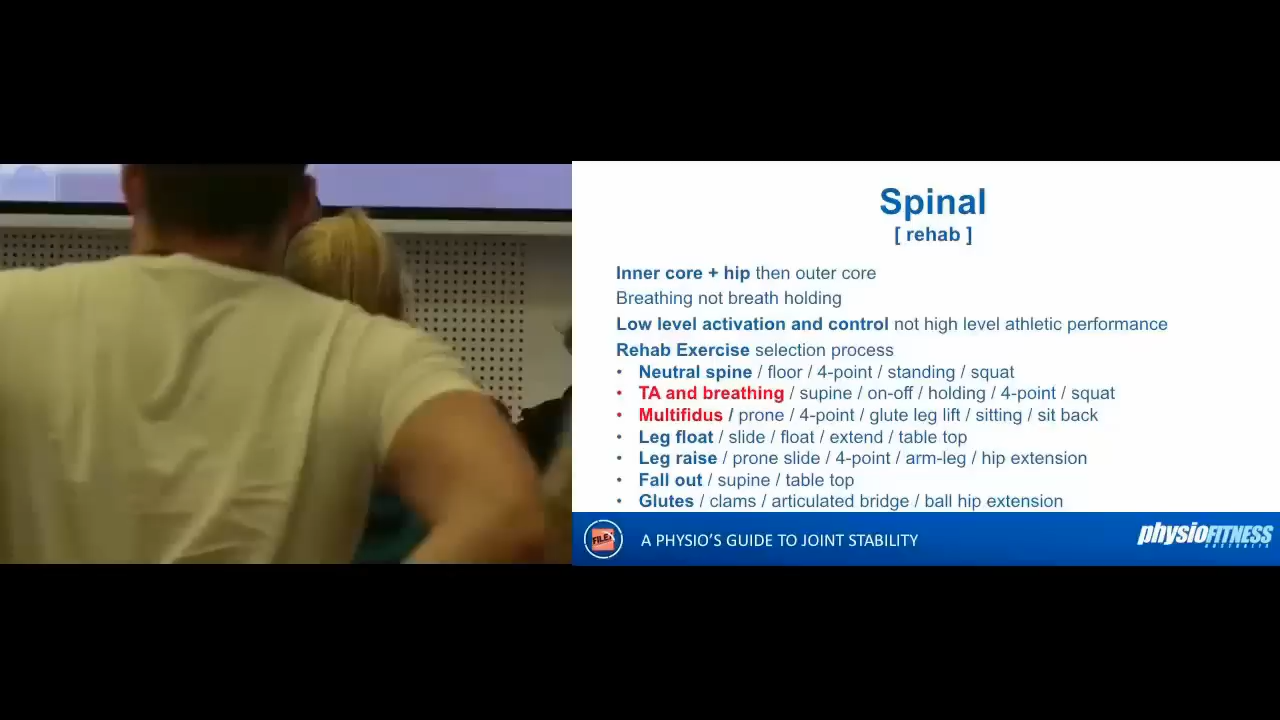 Spinal
[ rehab ]
Inner core + hip then outer core
Breathing not breath holding
Low level activation and control not high level athletic performance
Rehab Exercise selection process
• Neutral spine / floor / 4-point / standing / squat
• TA and breathing / supine / on-off / holding / 4-point / squat
• Multifidus / prone / 4-point / glute leg lift / sitting / sit back
• Leg float / slide / float / extend / table top
• Leg raise / prone slide / 4-point / arm-leg / hip extension
• Fall out / supine / table top
• Glutes / clams / articulated bridge / ball hip extension
FILEX
A PHYSIO'S GUIDE TO JOINT STABILITY
physioFITNESS
AUSTRALIA